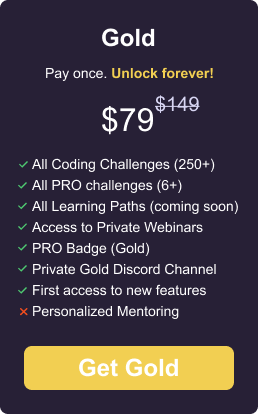 Gold
Pay once. Unlock forever!
$79 $149
All Coding Challenges (250+)
All PRO challenges (6+)
All Learning Paths (coming soon)
Access to Private Webinars
PRO Badge (Gold)
Private Gold Discord Channel
First access to new features
Personalized Mentoring
Get Gold